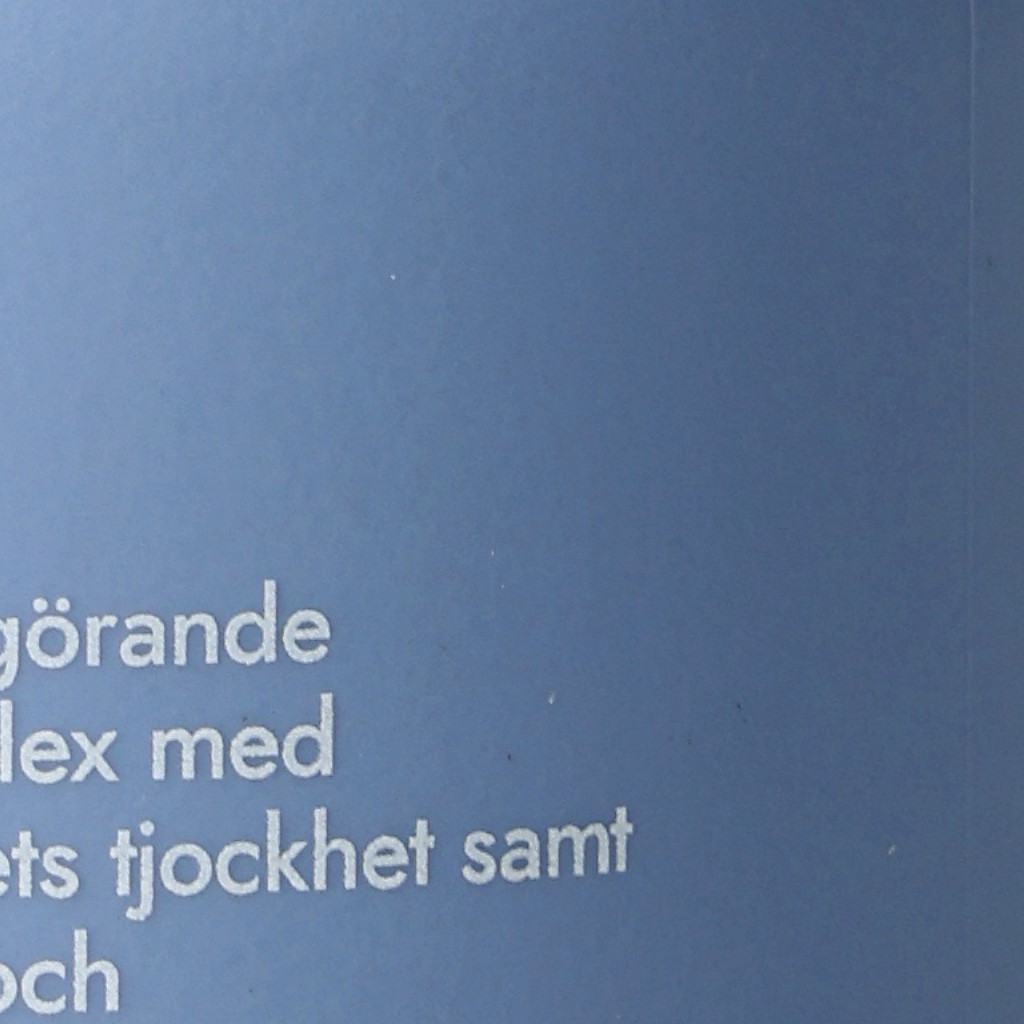 görande
lex med
ets tjockhet samt
och